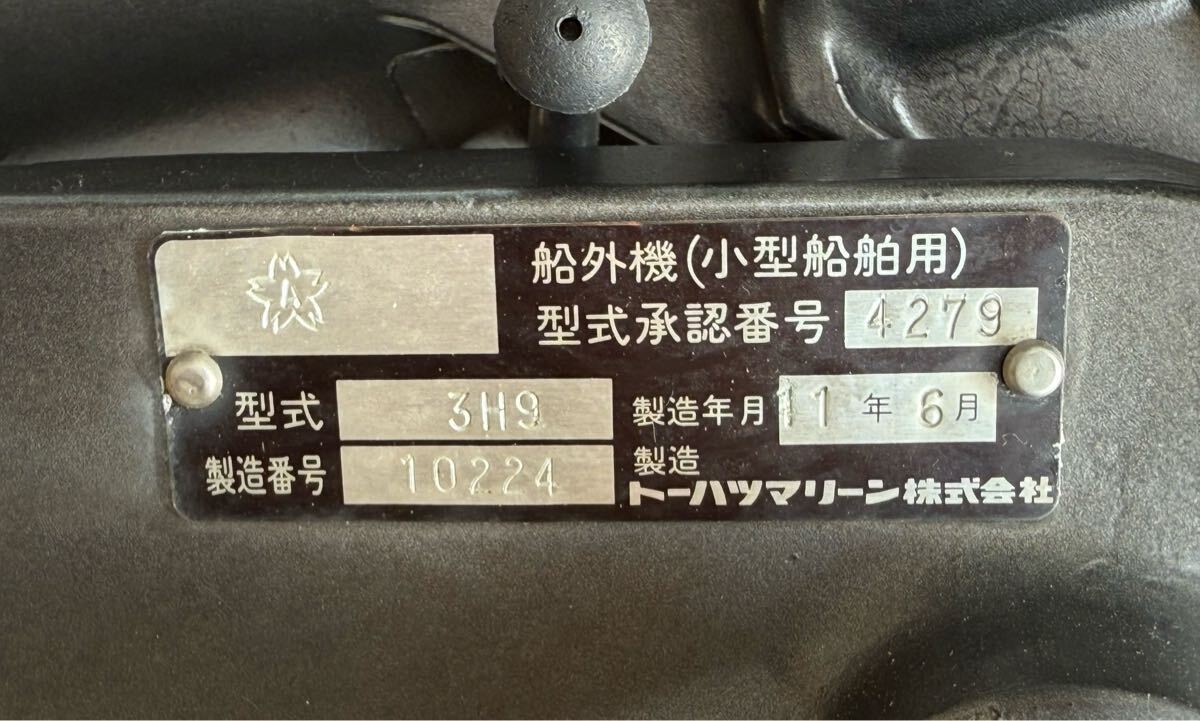 A
船外機(小型船舶用)
型式承認番号 4279
型式 3H9
製造年月 11年 6月
製造番号 10224
製造
トーハツマリーン株式会社